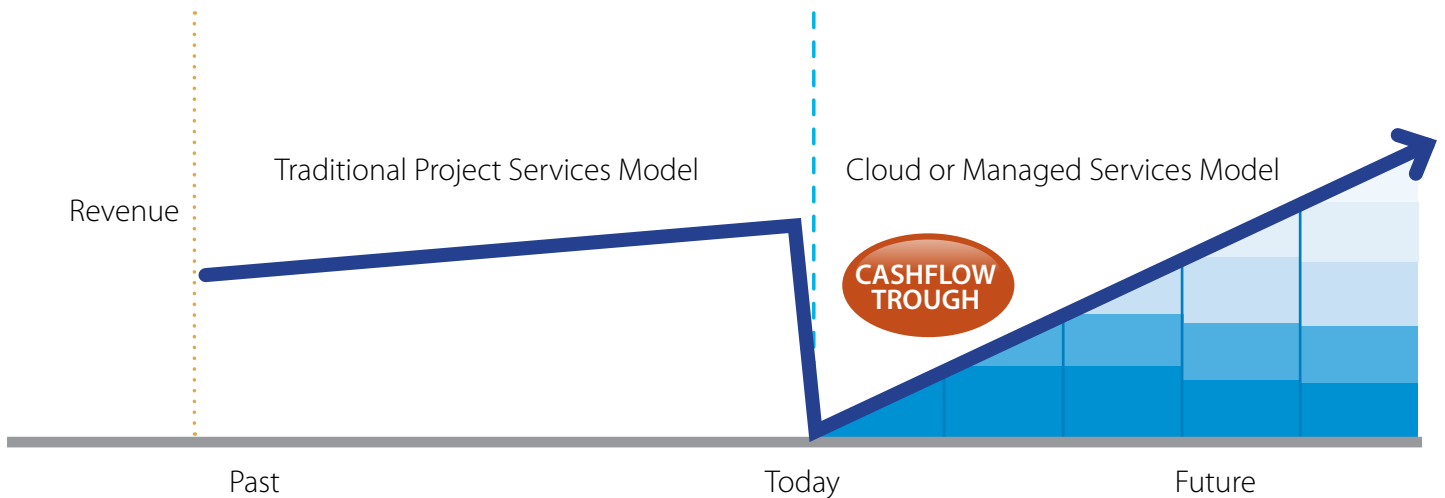 Traditional Project Services Model
Cloud or Managed Services Model
Revenue
CASHFLOW
TROUGH
Past
Today
Future